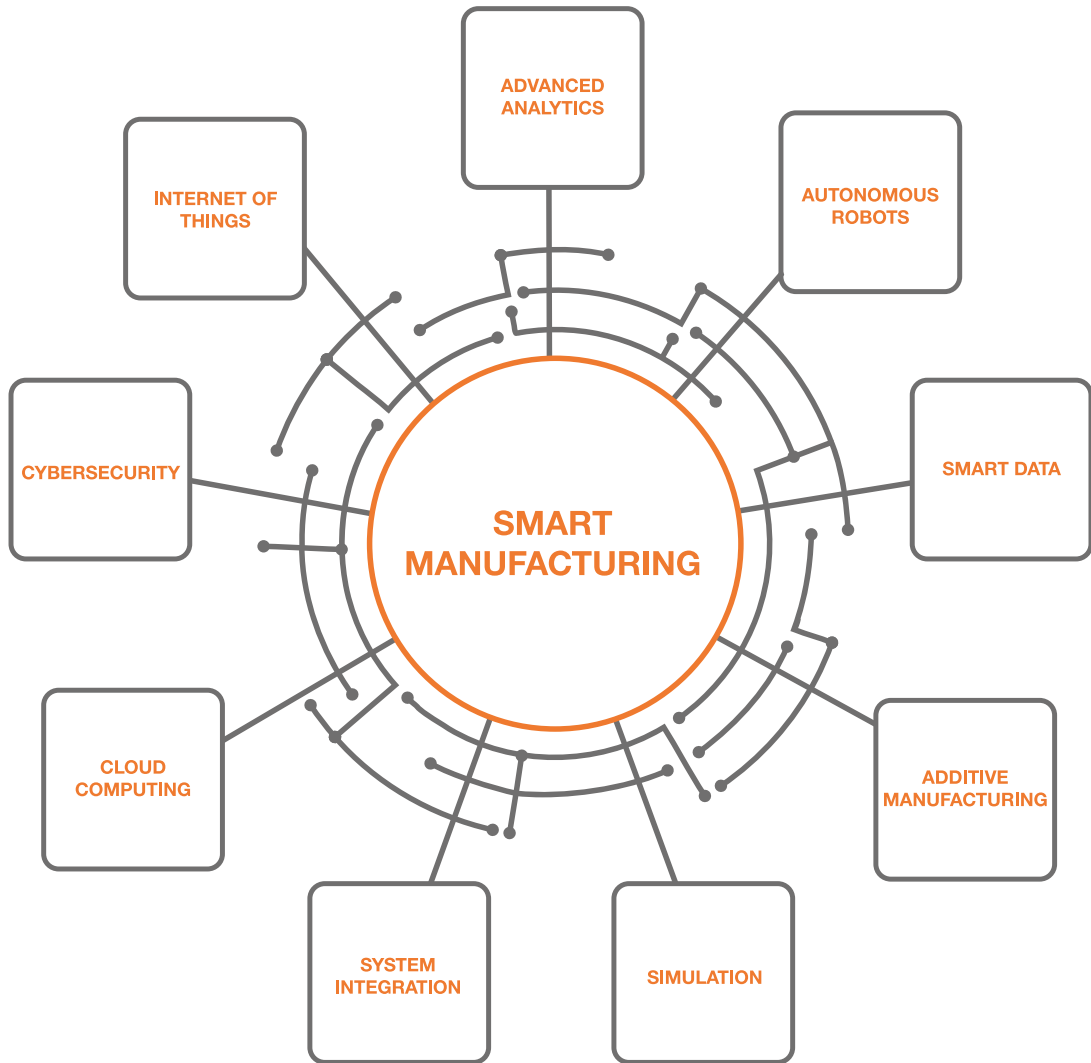 ADVANCED
ANALYTICS
AUTONOMOUS
ROBOTS
INTERNET OF
THINGS
CYBERSECURITY
SMART DATA
SMART
MANUFACTURING
CLOUD
COMPUTING
ADDITIVE
MANUFACTURING
SYSTEM
INTEGRATION
SIMULATION